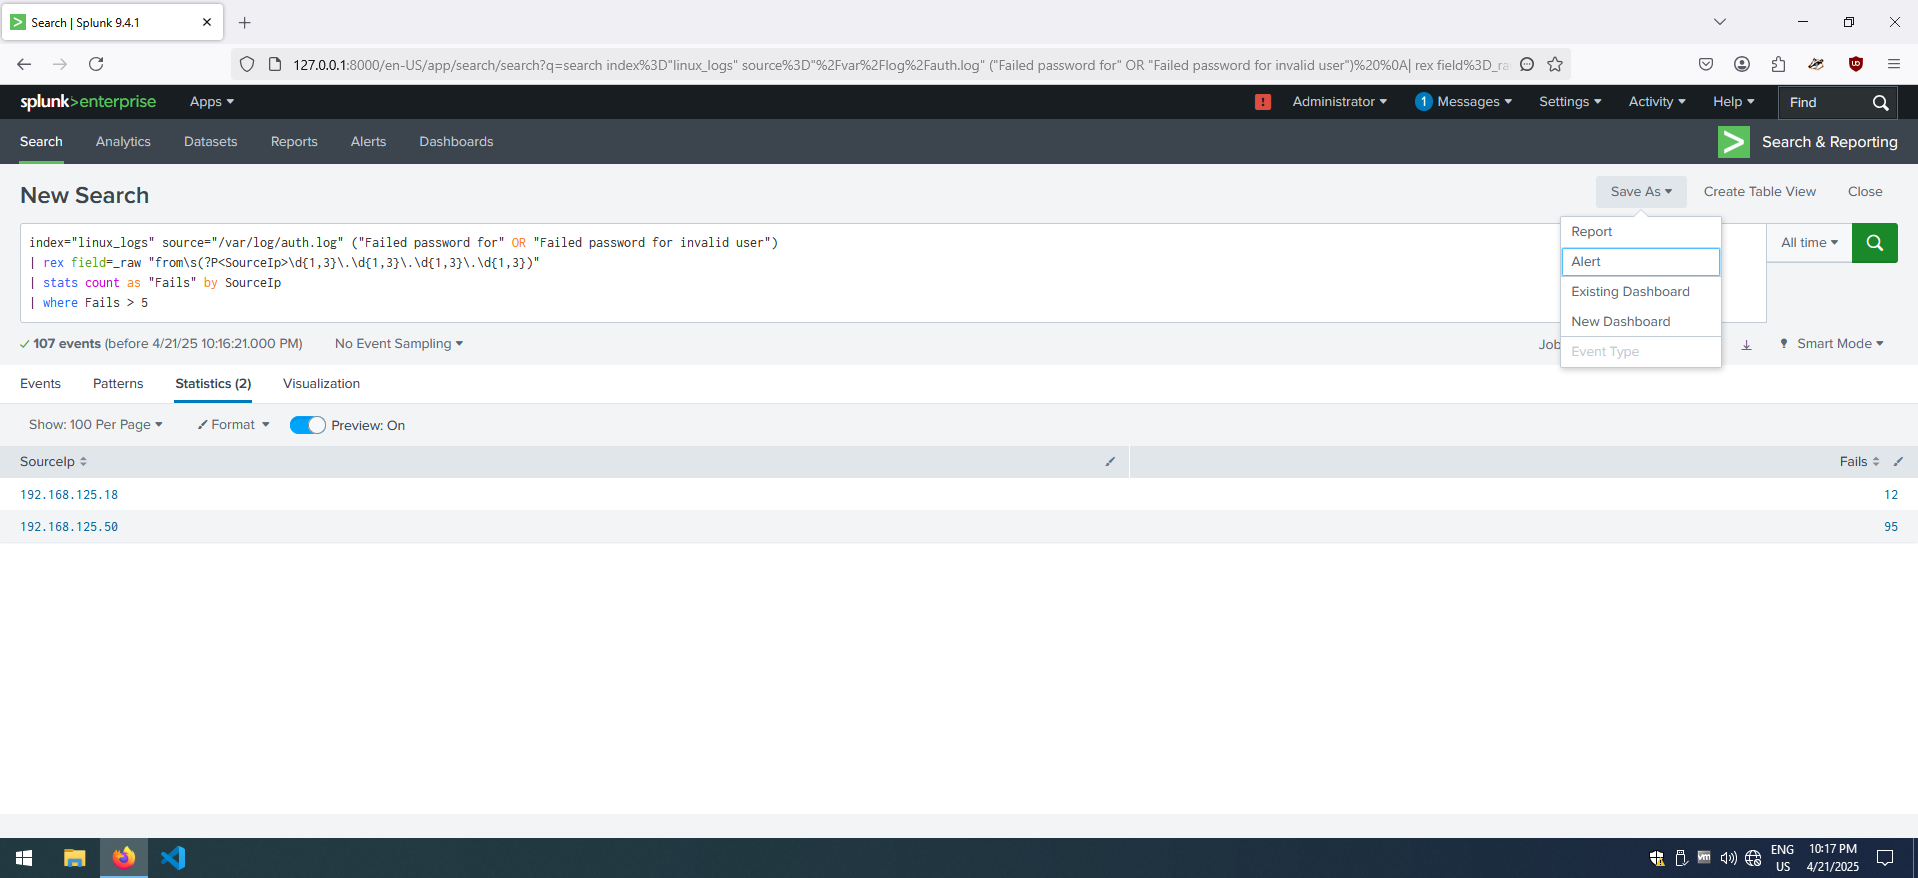 Search | Splunk 9.4.1
127.0.0.1:8000/en-US/app/search/search?q=search index%3D"linux_logs" source%3D"%2Fvar%2Flog%2Fauth.log" ("Failed password for" OR "Failed password for invalid user")%20%0A| rex field%3D_ra
splunk>enterprise Apps ! Administrator 1 Messages Settings Activity Help Find
Search Analytics Datasets Reports Alerts Dashboards Search & Reporting
New Search Save As Create Table View Close
Report
index="linux_logs" source="/var/log/auth.log" ("Failed password for" OR "Failed password for invalid user") All time
| rex field=_raw "from\s(?P<SourceIp>\d{1,3}\.\d{1,3}\.\d{1,3}\.\d{1,3})" Alert
| stats count as "Fails" by SourceIp Existing Dashboard
| where Fails > 5
New Dashboard
107 events (before 4/21/25 10:16:21.000 PM) No Event Sampling Job Smart Mode
Event Type
Events Patterns Statistics (2) Visualization
Show: 100 Per Page Format Preview: On
SourceIp Fails
192.168.125.18 12
192.168.125.50 95
ENG 10:17 PM
US 4/21/2025